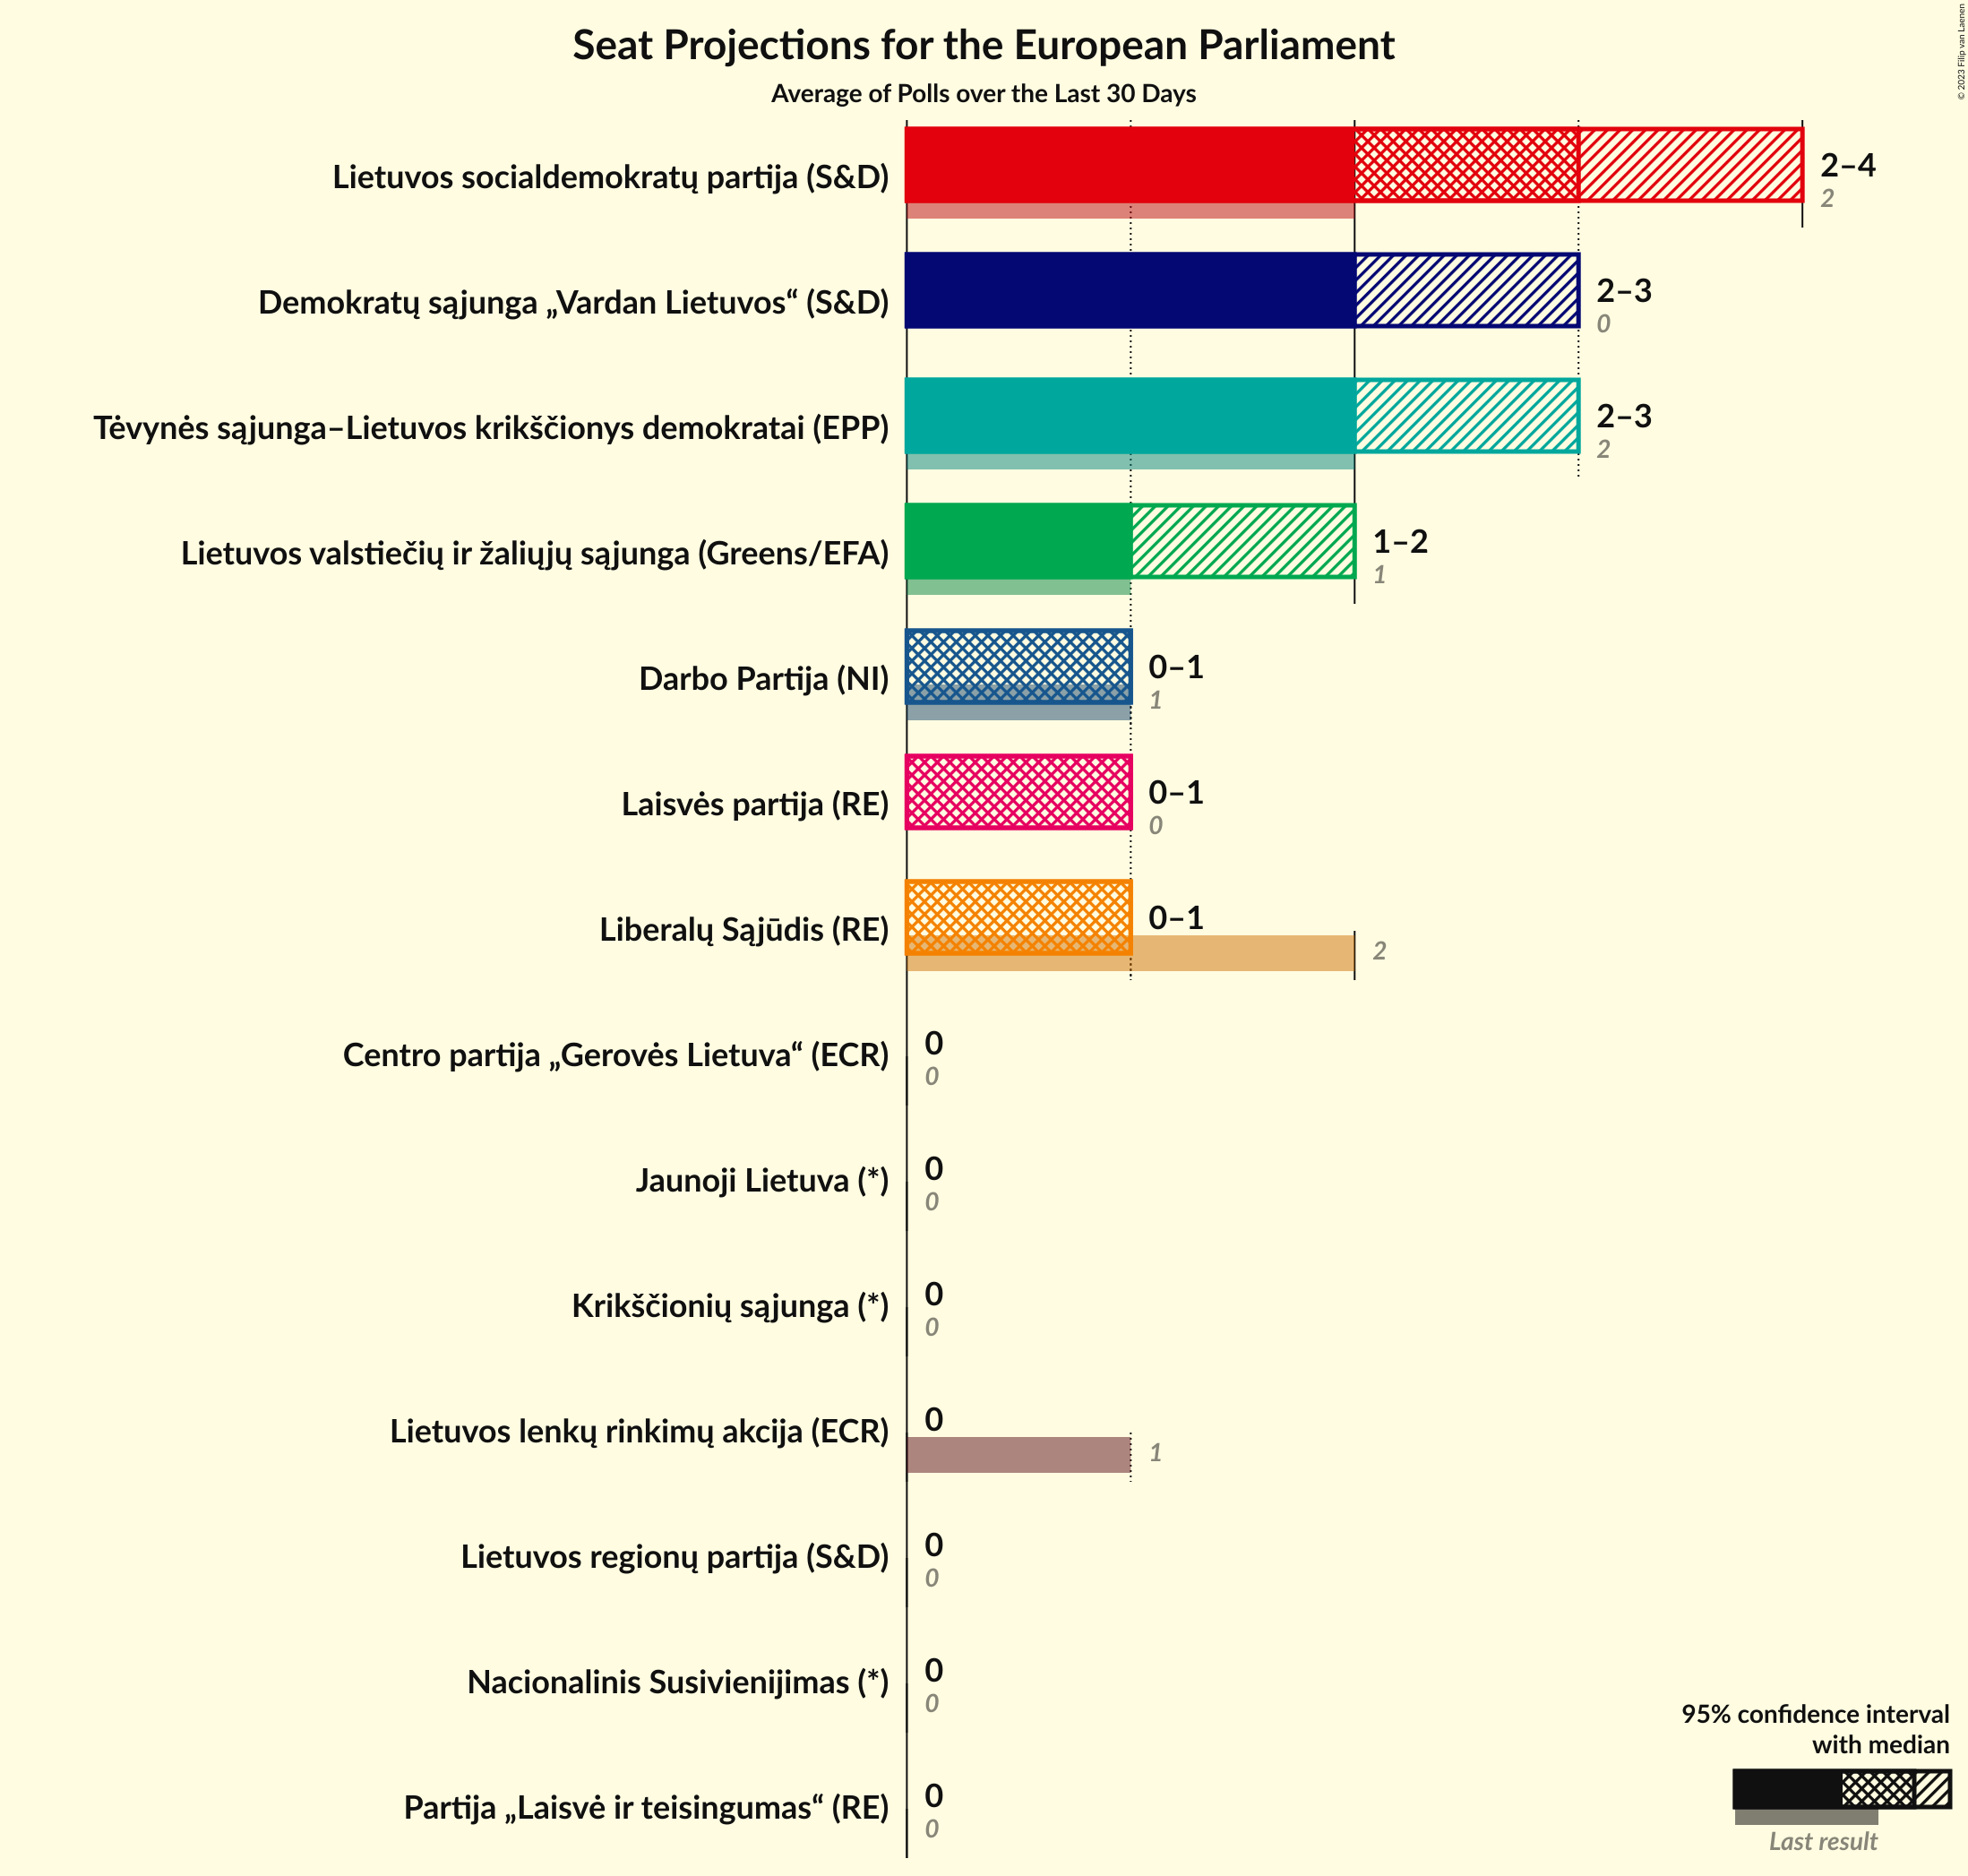 Seat Projections for the European Parliament
Average of Polls over the Last 30 Days
© 2023 Filip van Laenen
Lietuvos socialdemokratų partija (S&D)
2–4
2
Demokratų sąjunga „Vardan Lietuvos“ (S&D)
2–3
0
Tėvynės sąjunga–Lietuvos krikščionys demokratai (EPP)
2–3
2
Lietuvos valstiečių ir žaliųjų sąjunga (Greens/EFA)
1–2
1
Darbo Partija (NI)
0–1
1
Laisvės partija (RE)
0–1
0
Liberalų Sąjūdis (RE)
0–1
2
Centro partija „Gerovės Lietuva“ (ECR)
0
0
Jaunoji Lietuva (*)
0
0
Krikščionių sąjunga (*)
0
0
Lietuvos lenkų rinkimų akcija (ECR)
0
1
Lietuvos regionų partija (S&D)
0
0
Nacionalinis Susivienijimas (*)
0
0
Partija „Laisvė ir teisingumas“ (RE)
0
0
95% confidence interval
with median
Last result